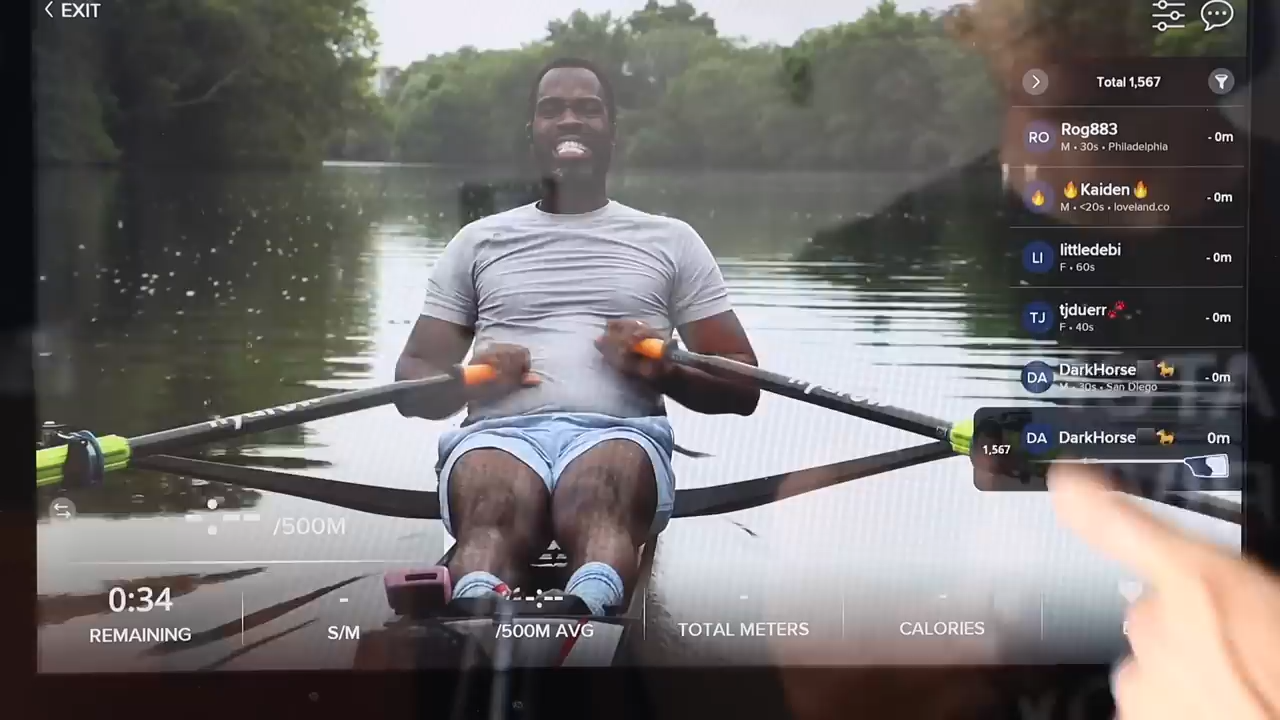 EXIT
Total 1,567
RO Rog883 - 0m
M • 30s • Philadelphia
🔥Kaiden🔥 - 0m
M • <20s • loveland.co
LI littledebi - 0m
F • 60s
TJ tjduerr🐾 - 0m
F • 40s
DA DarkHorse 🐎 - 0m
M • 30s • San Diego
1,567 DA DarkHorse 🐎 0m
--:-- /500M
0:34 - --:-- - -
REMAINING S/M /500M AVG TOTAL METERS CALORIES